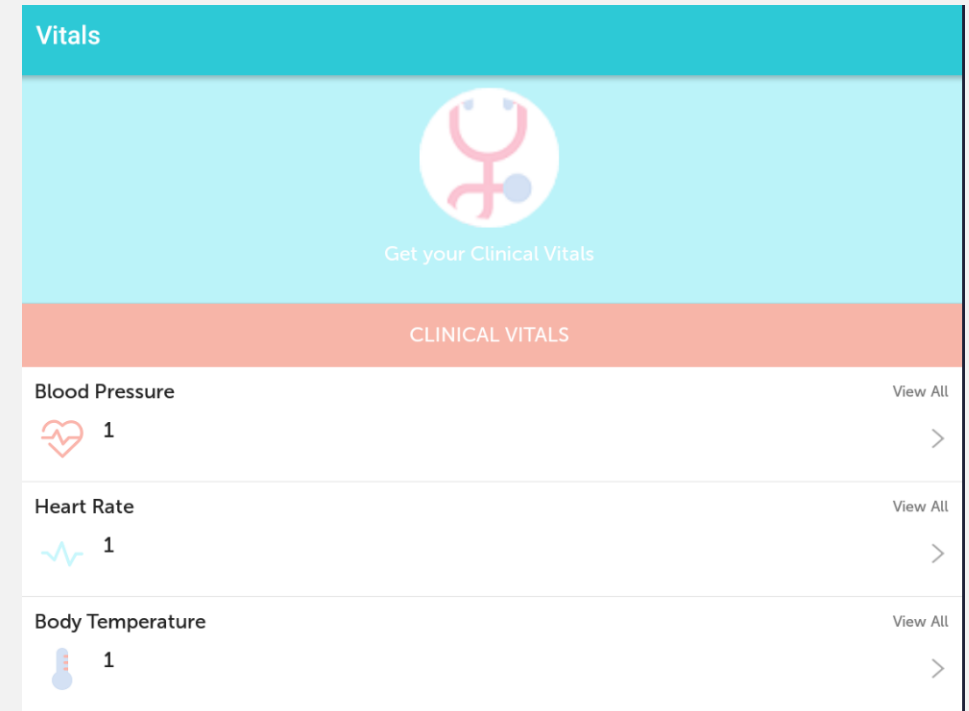 Vitals
Get your Clinical Vitals
CLINICAL VITALS
Blood Pressure
View All
1
Heart Rate
View All
1
Body Temperature
View All
1